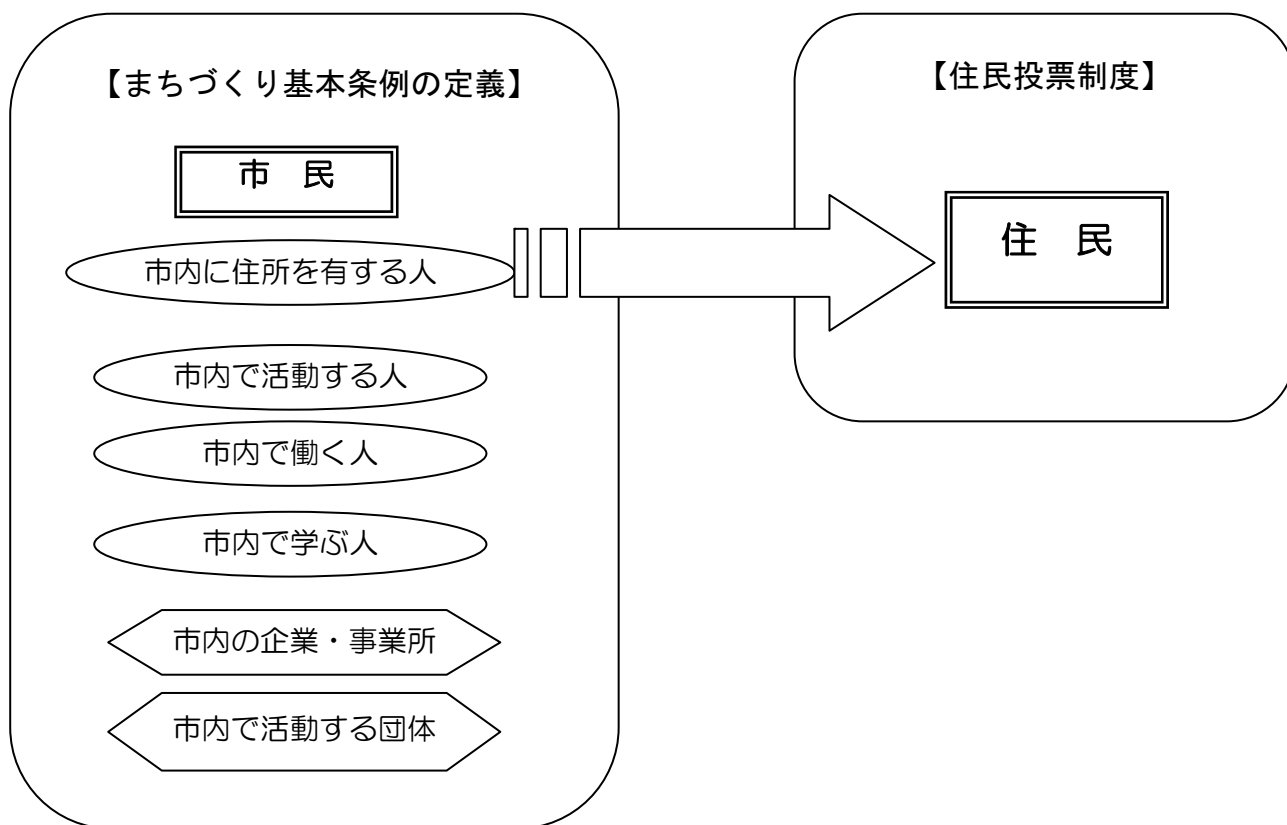 【まちづくり基本条例の定義】
市　民
市内に住所を有する人
市内で活動する人
市内で働く人
市内で学ぶ人
市内の企業・事業所
市内で活動する団体
【住民投票制度】
住　民